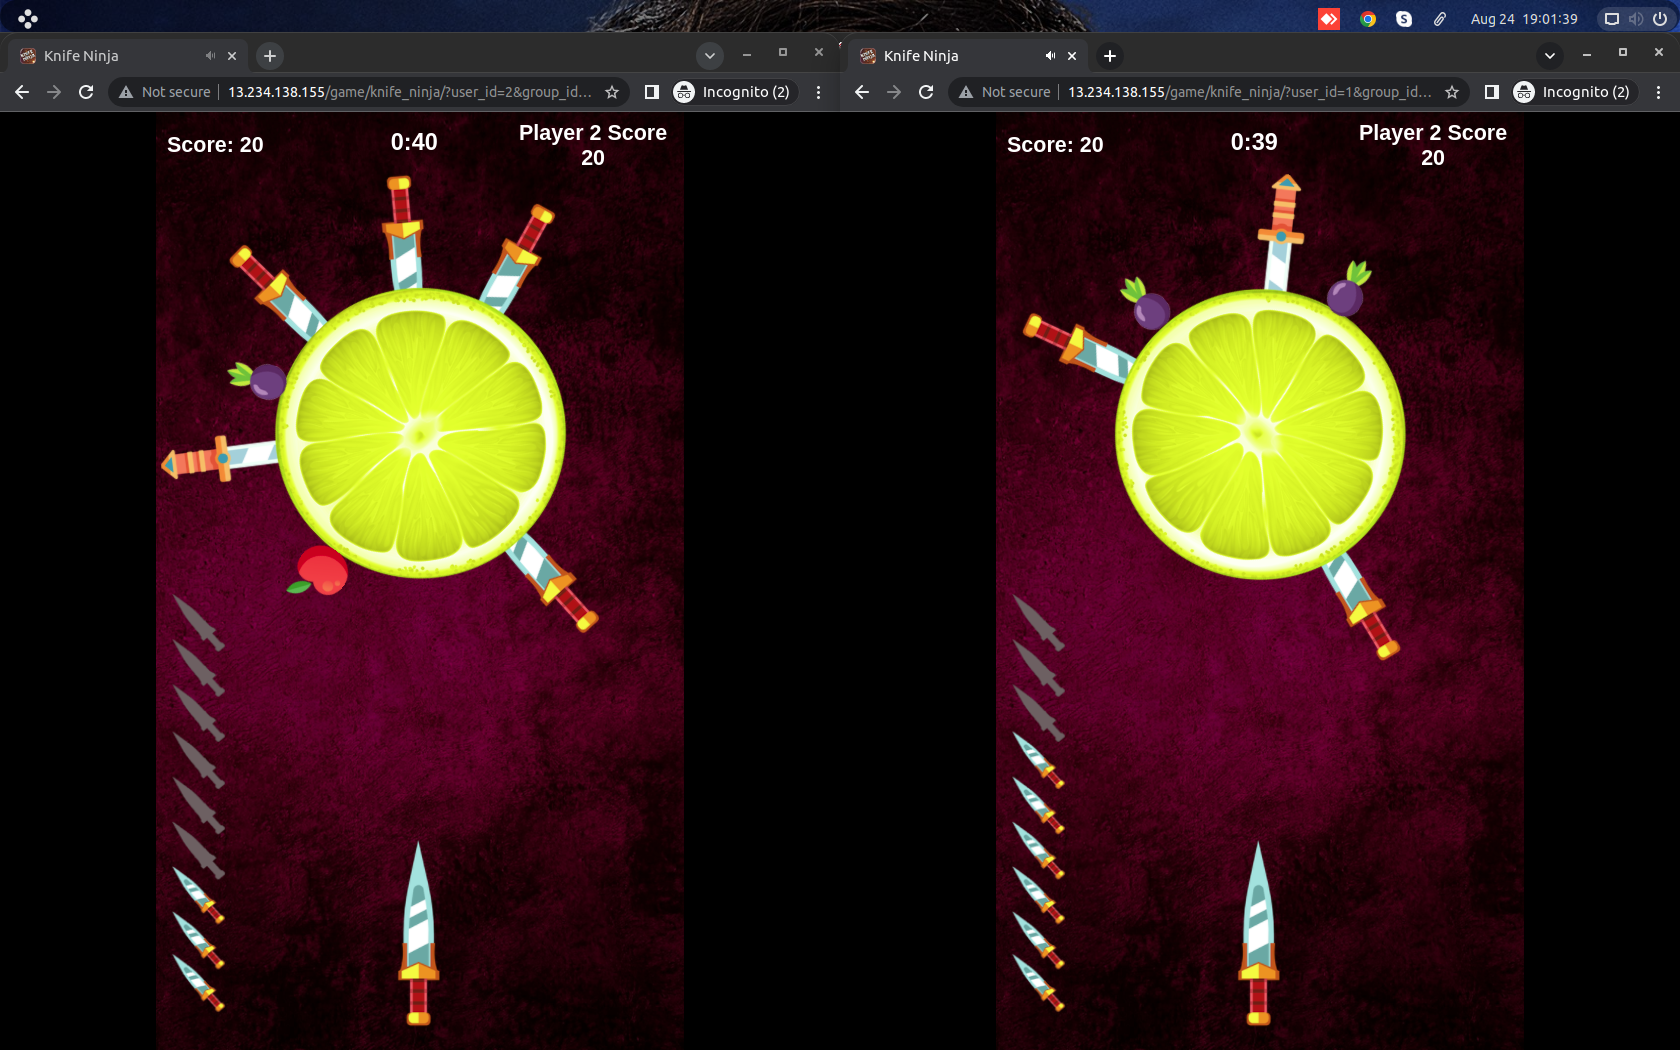 Aug 24 19:01:39
Knife Ninja
Not secure
13.234.138.155/game/knife_ninja/?user_id=2&group_id…
Incognito (2)
Score: 20
0:40
Player 2 Score
20
Knife Ninja
Not secure
13.234.138.155/game/knife_ninja/?user_id=1&group_id…
Incognito (2)
Score: 20
0:39
Player 2 Score
20